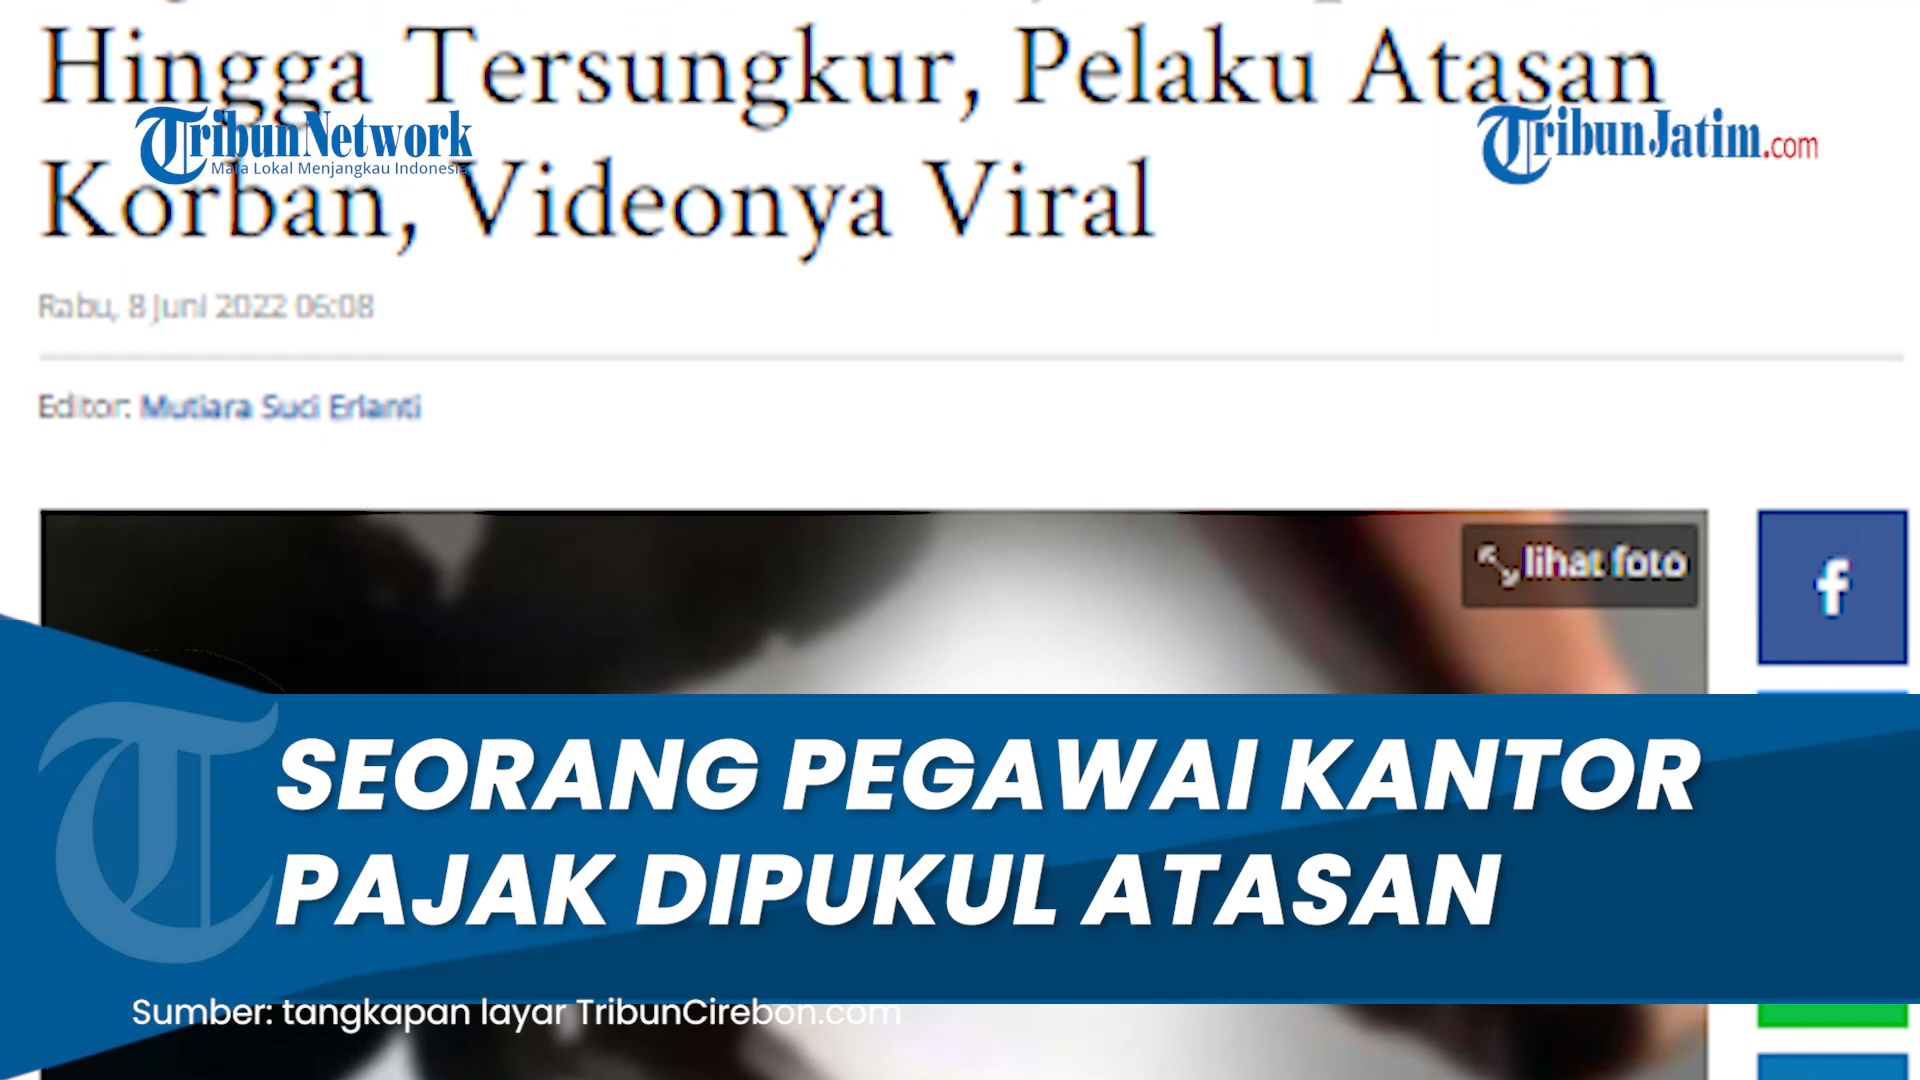 Hingga Tersungkur, Pelaku Atasan
TribunNetwork
Mata Lokal Menjangkau Indonesia
TribunJatim.com
Korban, Videonya Viral
Rabu, 8 Juni 2022 06:08
Editor: Mutiara Suci Erlanti
lihat foto
f
T SEORANG PEGAWAI KANTOR
PAJAK DIPUKUL ATASAN
Sumber: tangkapan layar TribunCirebon.com